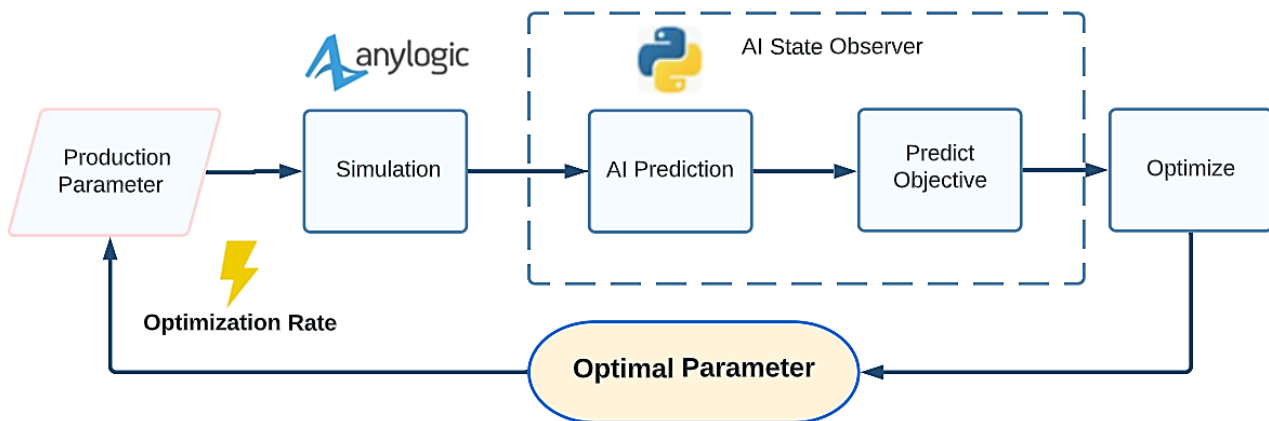 anylogic
AI State Observer
Production
Parameter
Simulation
AI Prediction
Predict
Objective
Optimize
Optimization Rate
Optimal Parameter